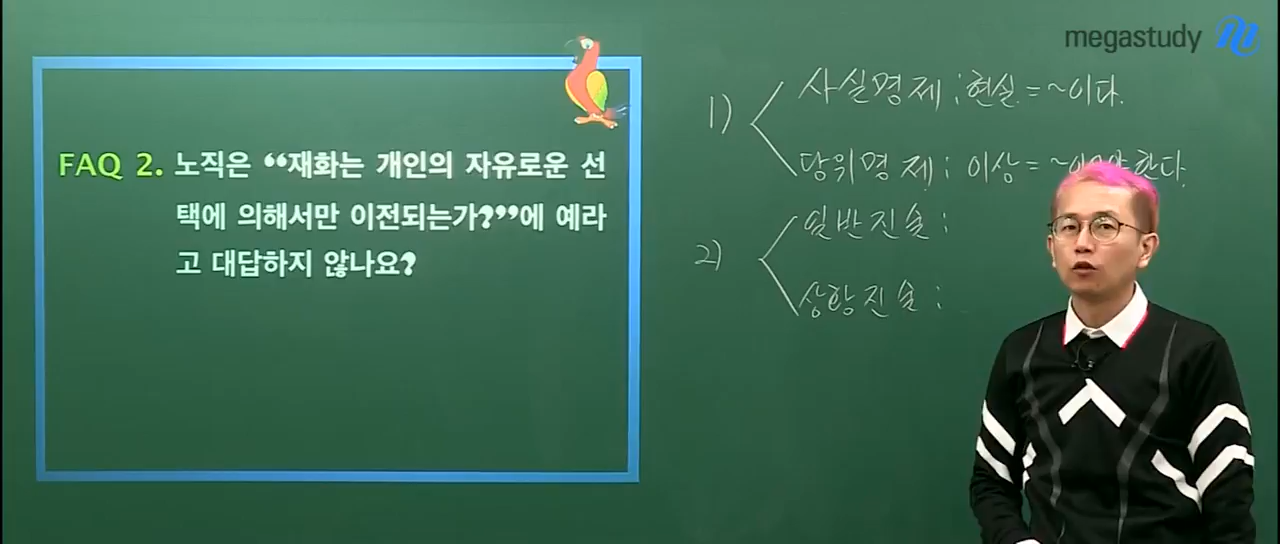 megastudy
FAQ 2. 노직은 “재화는 개인의 자유로운 선
택에 의해서만 이전되는가?”에 예라
고 대답하지 않나요?
1) 사실명제 : 현실 = ~이다.
당위명제 : 이상 = ~한다.
2) 일반진술 :
상황진술 :